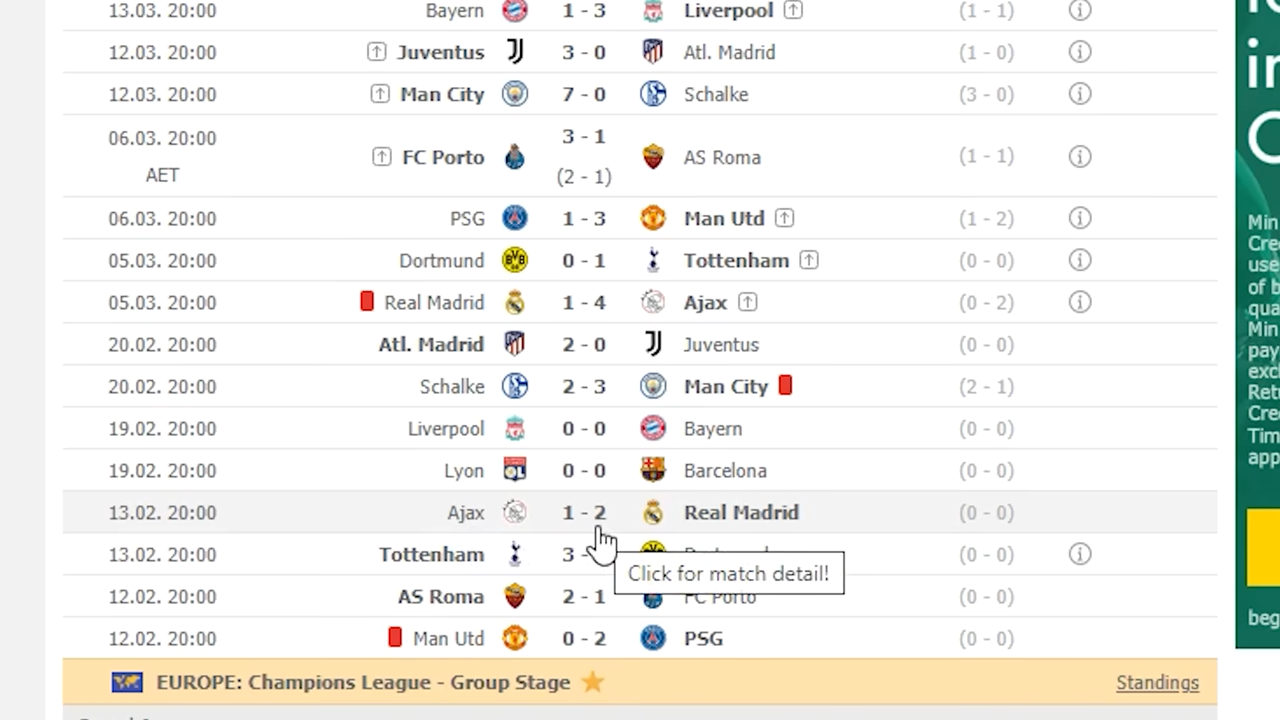 13.03. 20:00 Bayern 1 - 3 Liverpool (1 - 1)
12.03. 20:00 Juventus 3 - 0 Atl. Madrid (1 - 0)
12.03. 20:00 Man City 7 - 0 Schalke (3 - 0)
06.03. 20:00 AET FC Porto 3 - 1 (2 - 1) AS Roma (1 - 1)
06.03. 20:00 PSG 1 - 3 Man Utd (1 - 2)
05.03. 20:00 Dortmund 0 - 1 Tottenham (0 - 0)
05.03. 20:00 Real Madrid 1 - 4 Ajax (0 - 2)
20.02. 20:00 Atl. Madrid 2 - 0 Juventus (0 - 0)
20.02. 20:00 Schalke 2 - 3 Man City (2 - 1)
19.02. 20:00 Liverpool 0 - 0 Bayern (0 - 0)
19.02. 20:00 Lyon 0 - 0 Barcelona (0 - 0)
13.02. 20:00 Ajax 1 - 2 Real Madrid (0 - 0)
13.02. 20:00 Tottenham 3 - (0 - 0)
Click for match detail!
12.02. 20:00 AS Roma 2 - 1 FC Porto (0 - 0)
12.02. 20:00 Man Utd 0 - 2 PSG (0 - 0)
EUROPE: Champions League - Group Stage Standings
Min
Cre
use
of b
Min
pay
Ret
Cre
Tim
app
beg